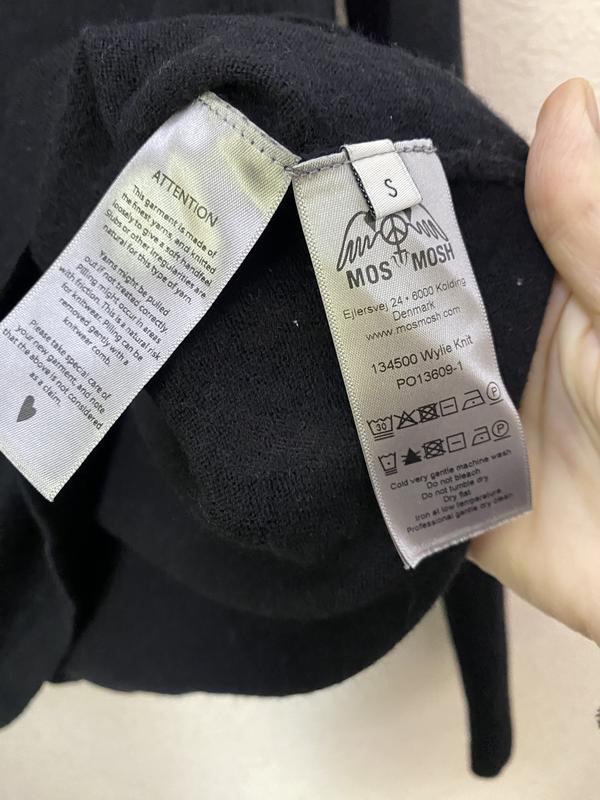 ATTENTION
This garment is made of
the finest yarns, and knitted
loosely to give a soft handfeel
Slubs or other irregularities are
natural for this type of yarn.
Yarns might be pulled
out if not treated correctly.
Pilling might occur in areas
with friction. This is a natural risk
for knitwear. Pilling can be
removed gently with a
knitwear comb.
Please take special care of
your new garment, and note
that the above is not considered
as a claim.
S
MOS MOSH
Ejlersvej 24 • 6000 Kolding
Denmark
www.mosmosh.com
134500 Wylie Knit
PO13609-1
30 P
P
Cold very gentle machine wash
Do not bleach
Do not tumble dry
Dry flat
Iron at low temperature
Professional gentle dry clean